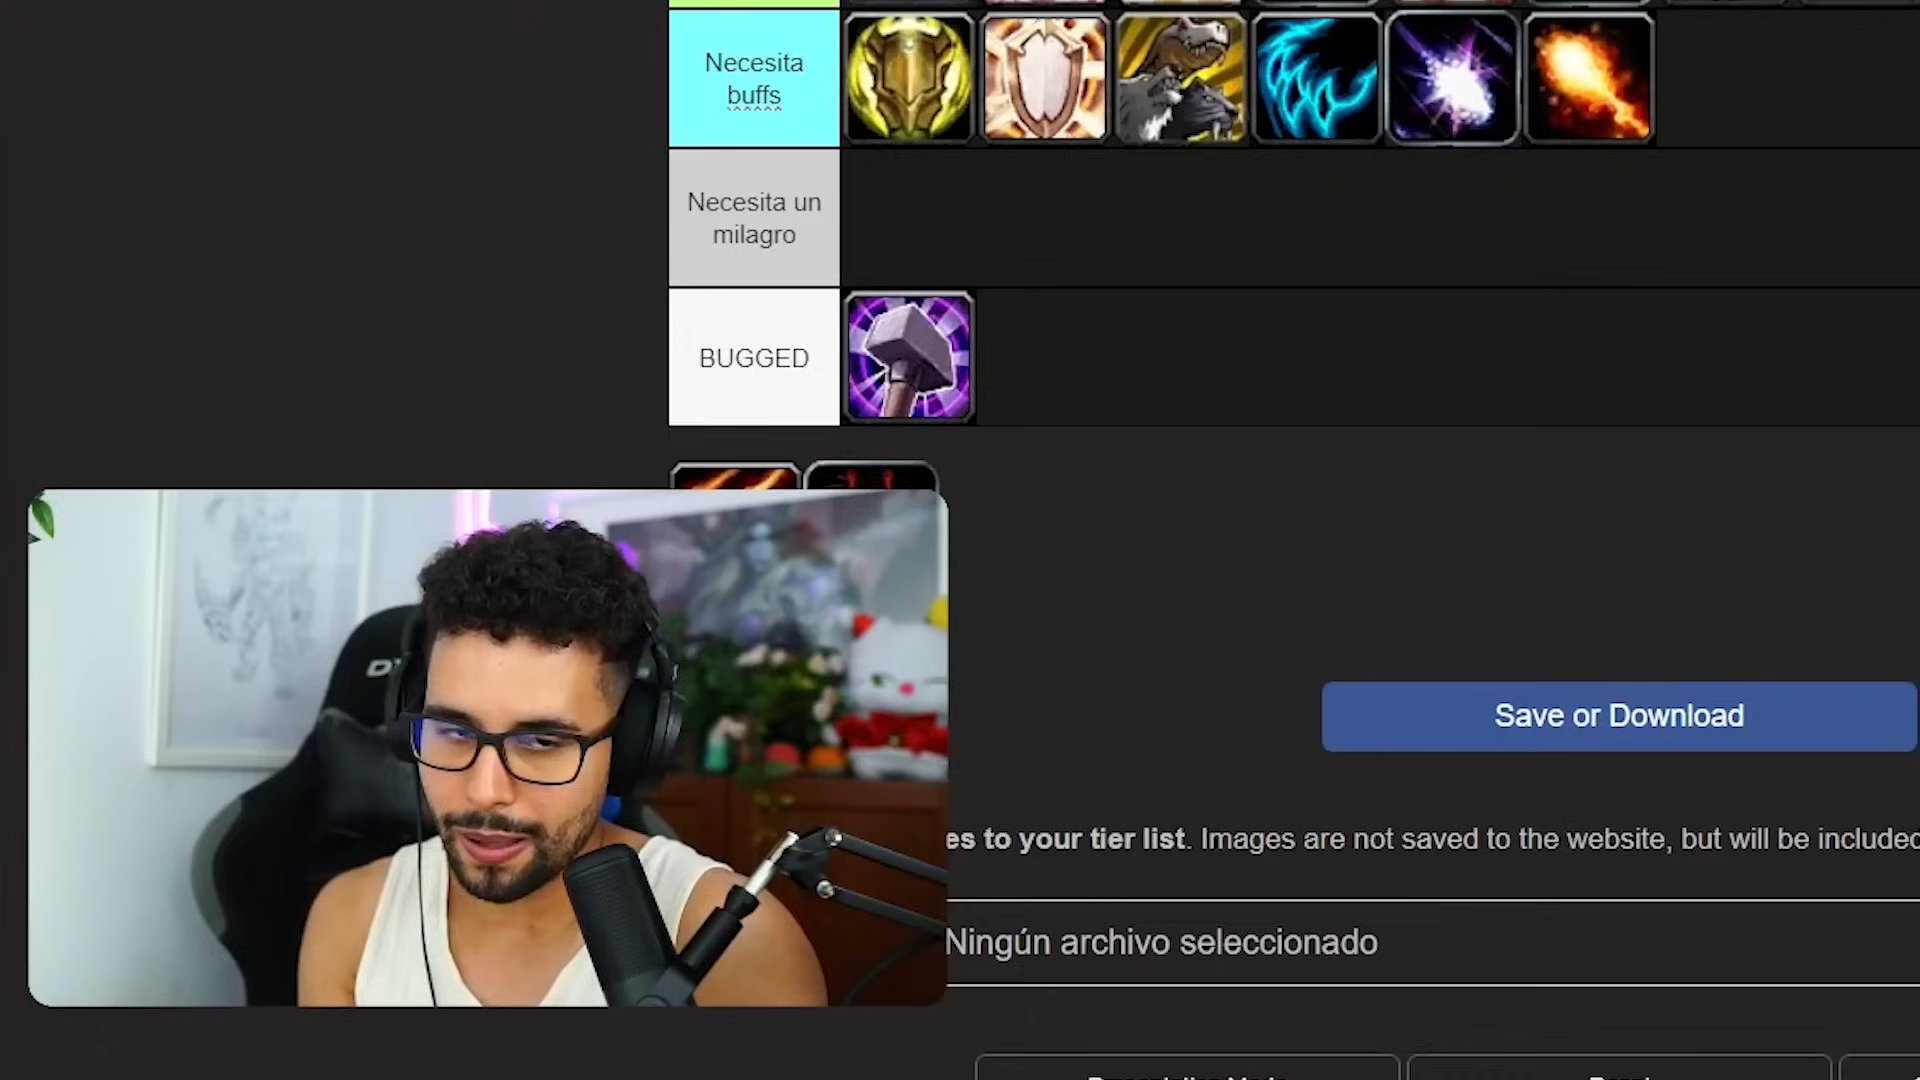 Necesita
buffs
Necesita un
milagro
BUGGED
Save or Download
es to your tier list. Images are not saved to the website, but will be included
Ningún archivo seleccionado